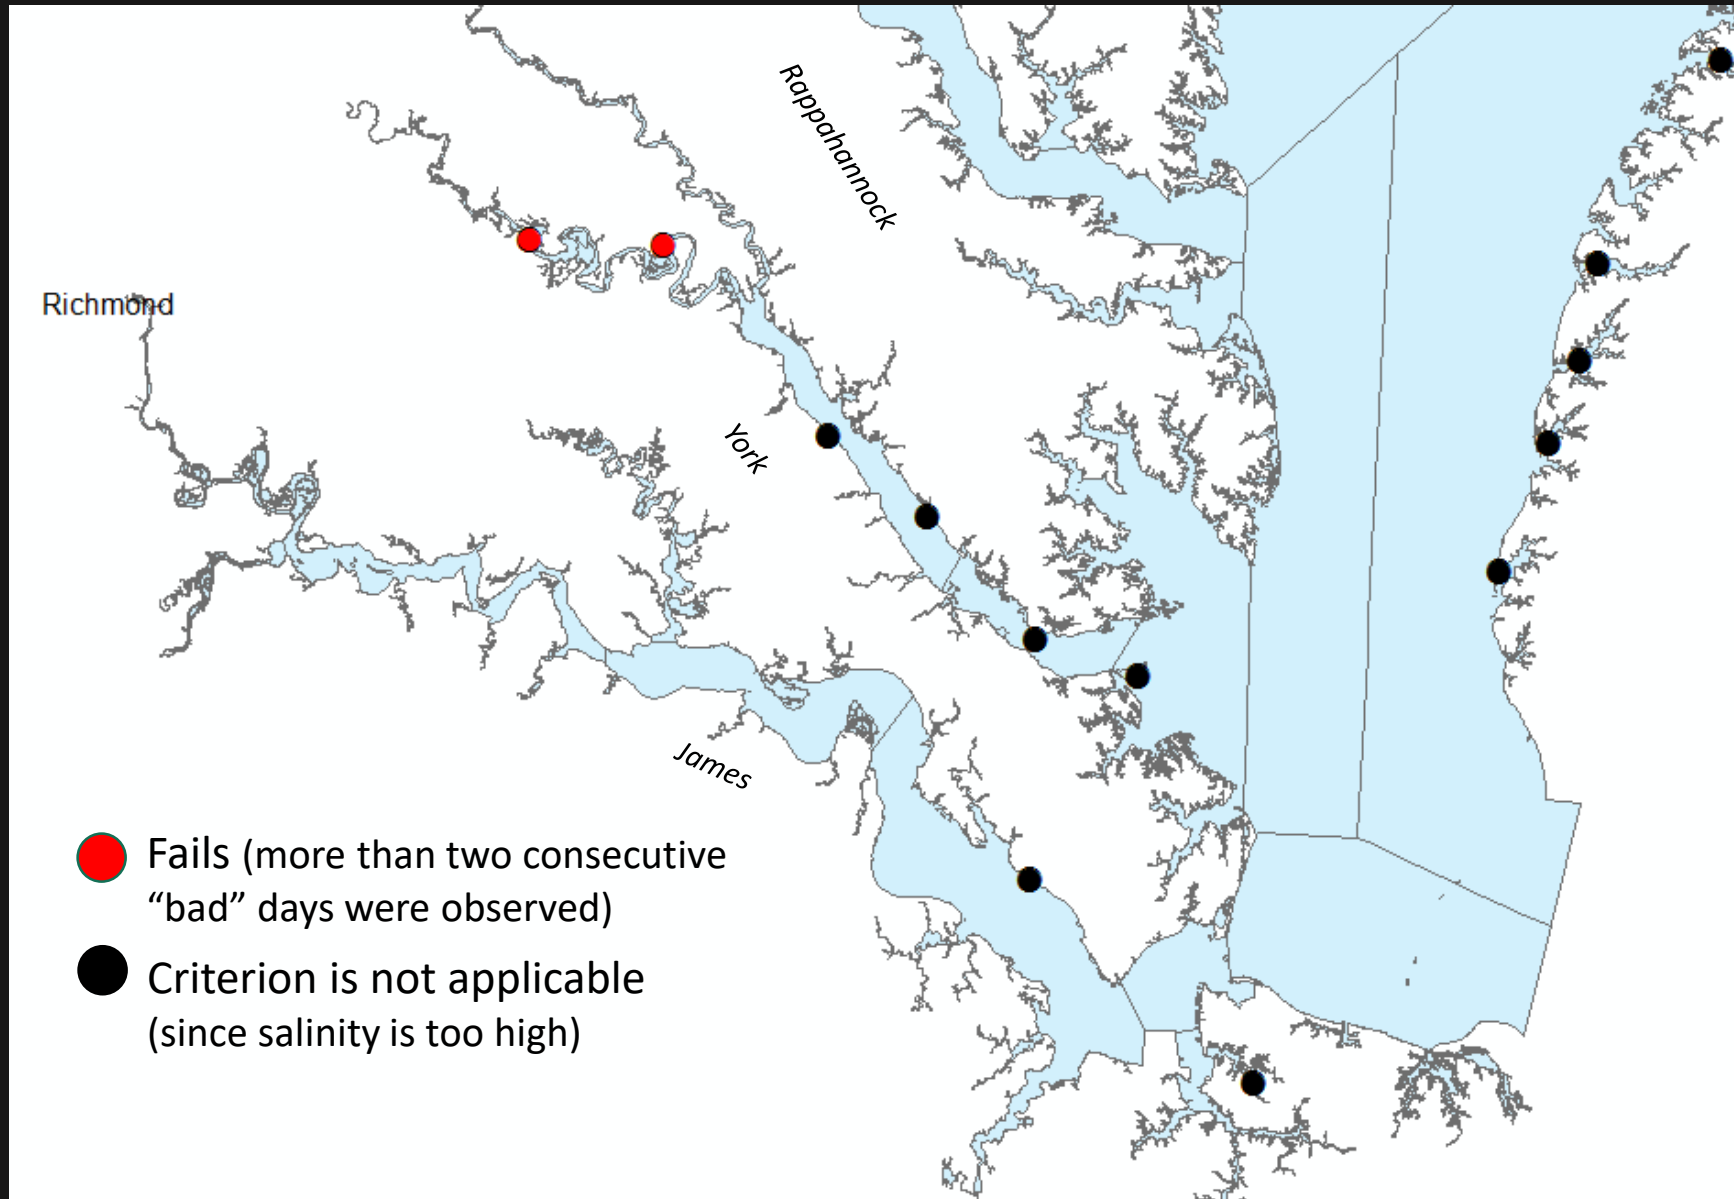 Rappahannock
Richmond
York
James
Fails (more than two consecutive
“bad” days were observed)
Criterion is not applicable
(since salinity is too high)